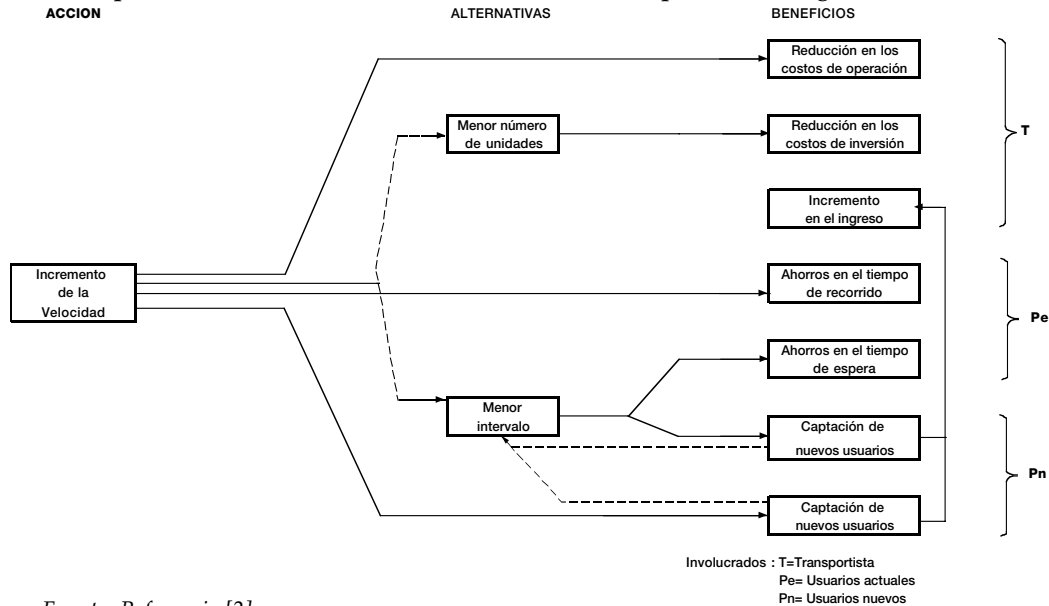 ACCION
ALTERNATIVAS
BENEFICIOS
Reducción en los
costos de operación
Menor número
de unidades
Reducción en los
costos de inversión
T
Incremento
en el ingreso
Incremento
de la
Velocidad
Ahorros en el tiempo
de recorrido
Pe
Ahorros en el tiempo
de espera
Menor
intervalo
Captación de
nuevos usuarios
Pn
Captación de
nuevos usuarios
Involucrados : T=Transportista
Pe= Usuarios actuales
Pn= Usuarios nuevos